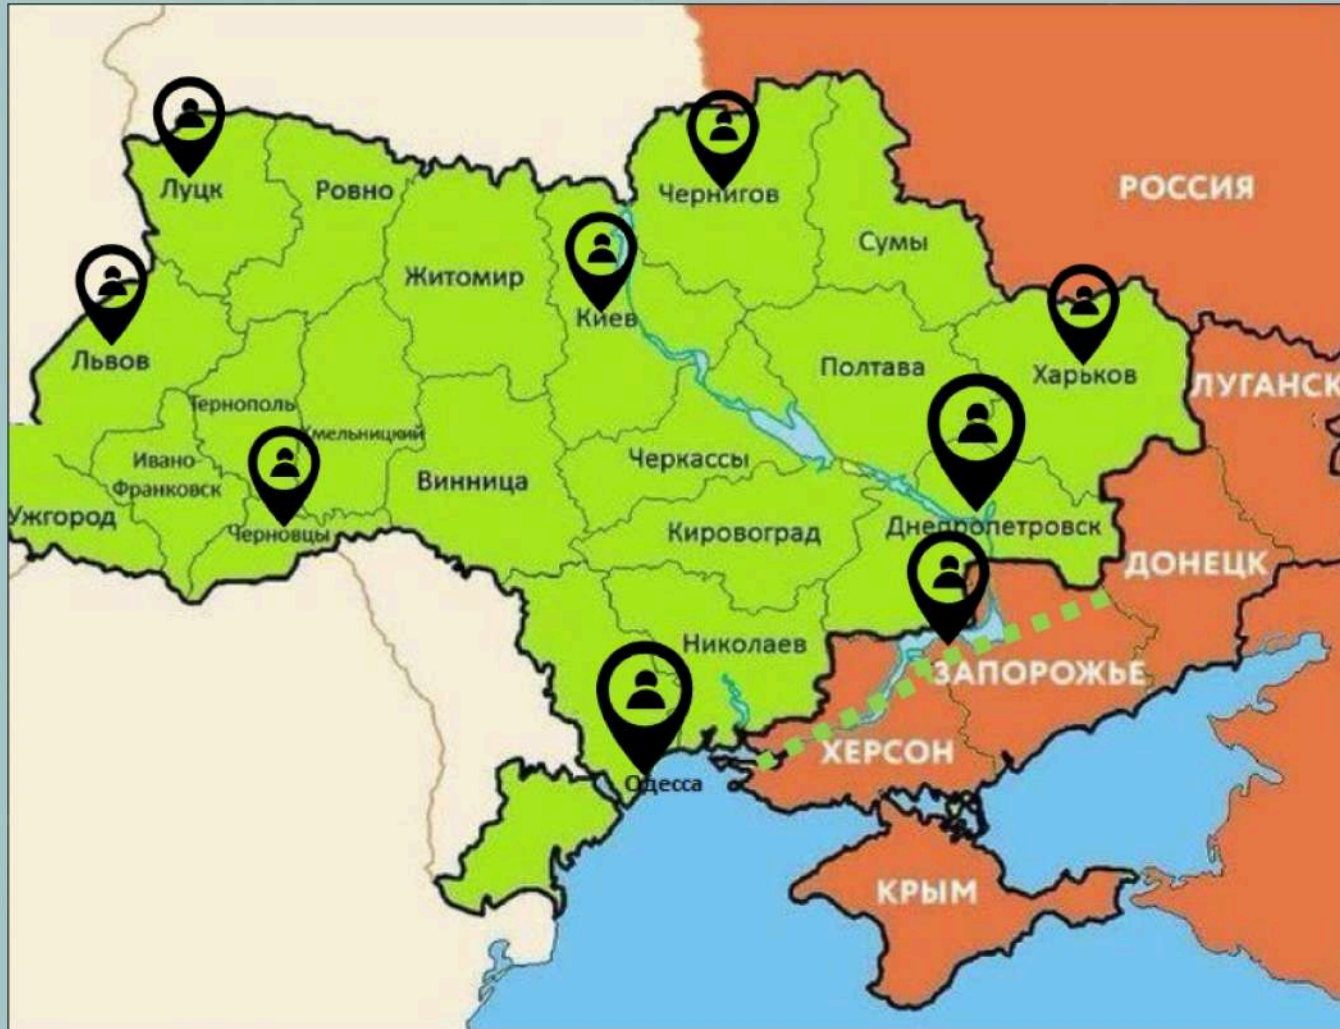 РОССИЯ
Луцк
Ровно
Чернигов
Сумы
Житомир
Киев
Львов
Полтава
Харьков
ЛУГАНСК
Тернополь
Хмельницкий
Ивано-
Франковск
Винница
Черкассы
Ужгород
Черновцы
Кировоград
Днепропетровск
ДОНЕЦК
Николаев
ЗАПОРОЖЬЕ
ХЕРСОН
Одесса
КРЫМ